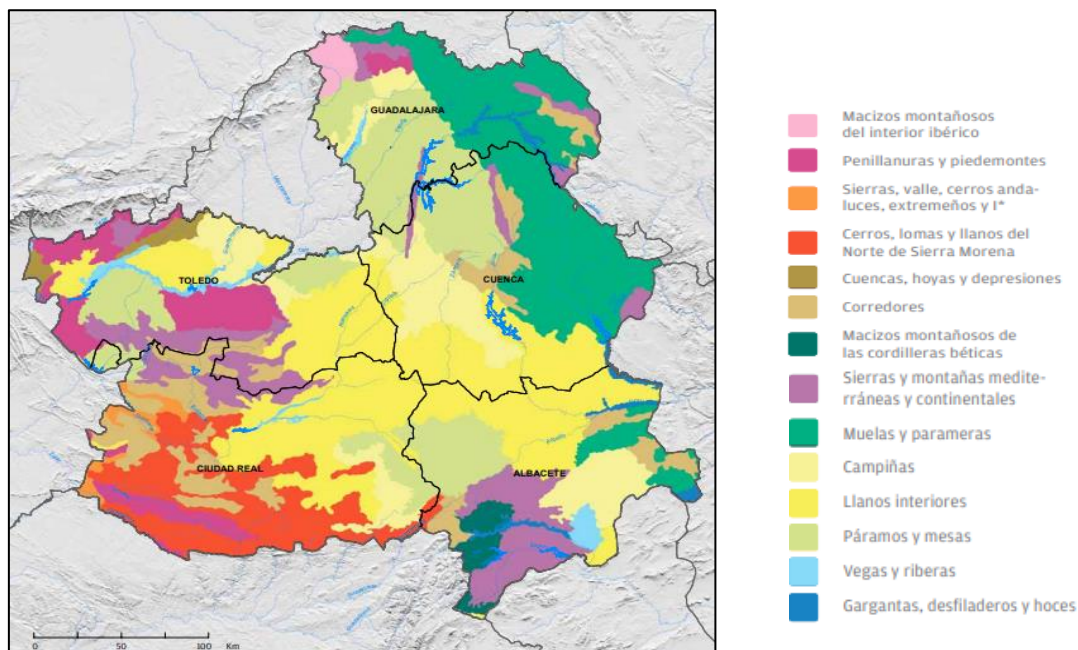 GUADALAJARA
TOLEDO
CUENCA
CIUDAD REAL
ALBACETE
0 50 100 Km
Macizos montañosos
del interior ibérico
Penillanuras y piedemontes
Sierras, valle, cerros anda-
luces, extremeños y I*
Cerros, lomas y llanos del
Norte de Sierra Morena
Cuencas, hoyas y depresiones
Corredores
Macizos montañosos de
las cordilleras béticas
Sierras y montañas medite-
rráneas y continentales
Muelas y parameras
Campiñas
Llanos interiores
Páramos y mesas
Vegas y riberas
Gargantas, desfiladeros y hoces